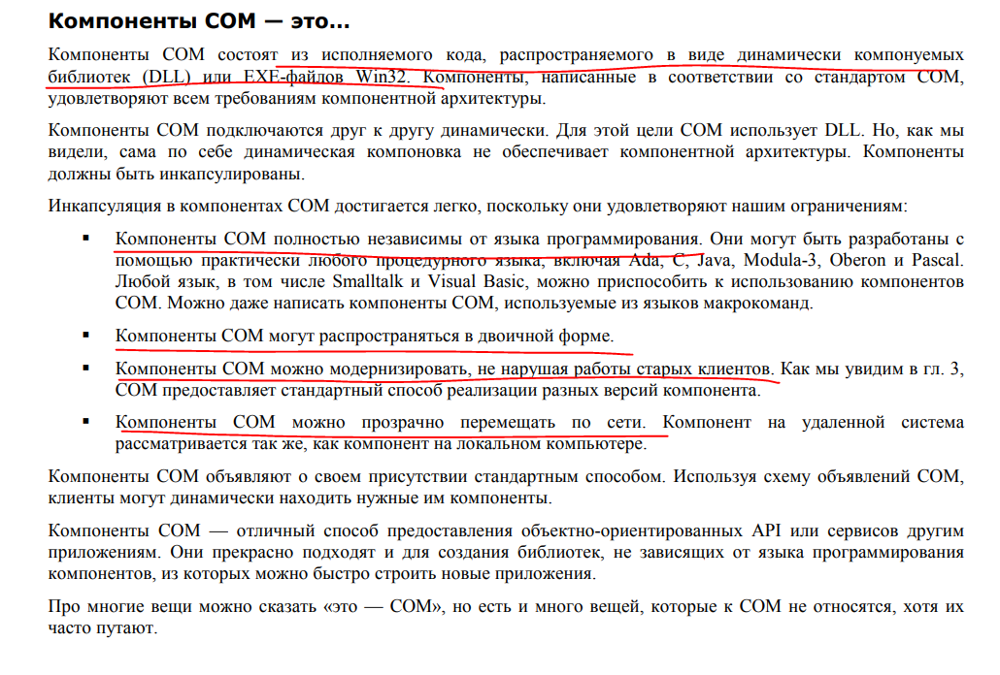 Компоненты COM — это...
Компоненты COM состоят из исполняемого кода, распространяемого в виде динамически компонуемых
библиотек (DLL) или EXE-файлов Win32. Компоненты, написанные в соответствии со стандартом COM,
удовлетворяют всем требованиям компонентной архитектуры.
Компоненты COM подключаются друг к другу динамически. Для этой цели COM использует DLL. Но, как мы
видели, сама по себе динамическая компоновка не обеспечивает компонентной архитектуры. Компоненты
должны быть инкапсулированы.
Инкапсуляция в компонентах COM достигается легко, поскольку они удовлетворяют нашим ограничениям:
▪ Компоненты COM полностью независимы от языка программирования. Они могут быть разработаны с
помощью практически любого процедурного языка, включая Ada, C, Java, Modula-3, Oberon и Pascal.
Любой язык, в том числе Smalltalk и Visual Basic, можно приспособить к использованию компонентов
COM. Можно даже написать компоненты COM, используемые из языков макрокоманд.
▪ Компоненты COM могут распространяться в двоичной форме.
▪ Компоненты COM можно модернизировать, не нарушая работы старых клиентов. Как мы увидим в гл. 3,
COM предоставляет стандартный способ реализации разных версий компонента.
▪ Компоненты COM можно прозрачно перемещать по сети. Компонент на удаленной система
рассматривается так же, как компонент на локальном компьютере.
Компоненты COM объявляют о своем присутствии стандартным способом. Используя схему объявлений COM,
клиенты могут динамически находить нужные им компоненты.
Компоненты COM — отличный способ предоставления объектно-ориентированных API или сервисов другим
приложениям. Они прекрасно подходят и для создания библиотек, не зависящих от языка программирования
компонентов, из которых можно быстро строить новые приложения.
Про многие вещи можно сказать «это — COM», но есть и много вещей, которые к COM не относятся, хотя их
часто путают.